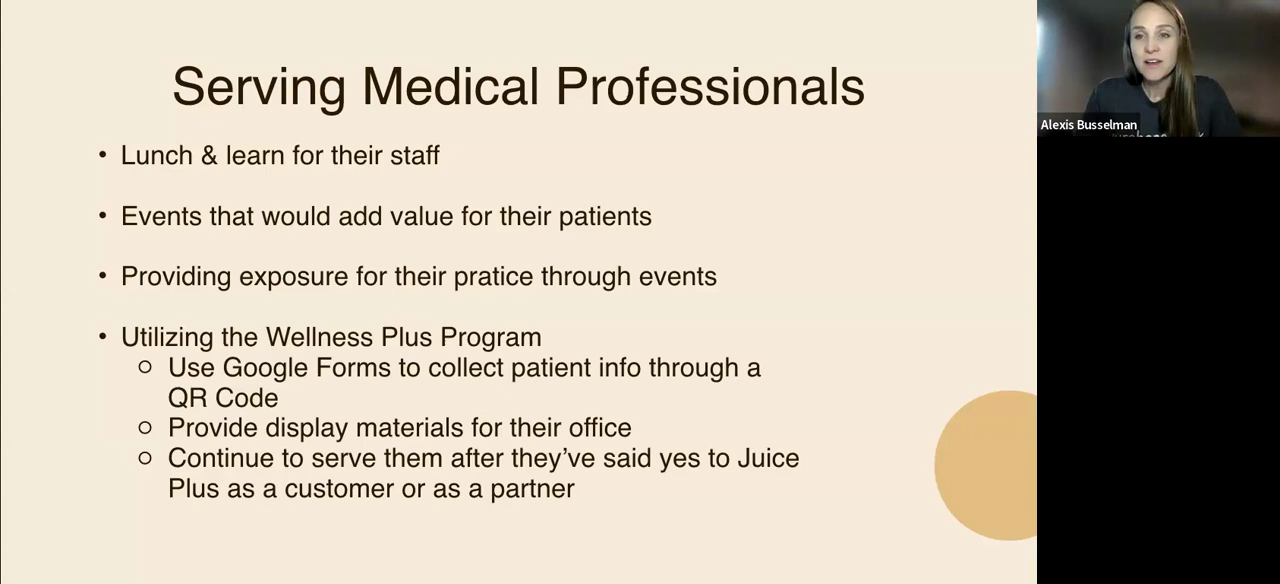 Serving Medical Professionals
• Lunch & learn for their staff
• Events that would add value for their patients
• Providing exposure for their pratice through events
• Utilizing the Wellness Plus Program
○ Use Google Forms to collect patient info through a
QR Code
○ Provide display materials for their office
○ Continue to serve them after they’ve said yes to Juice
Plus as a customer or as a partner
Alexis Busselman